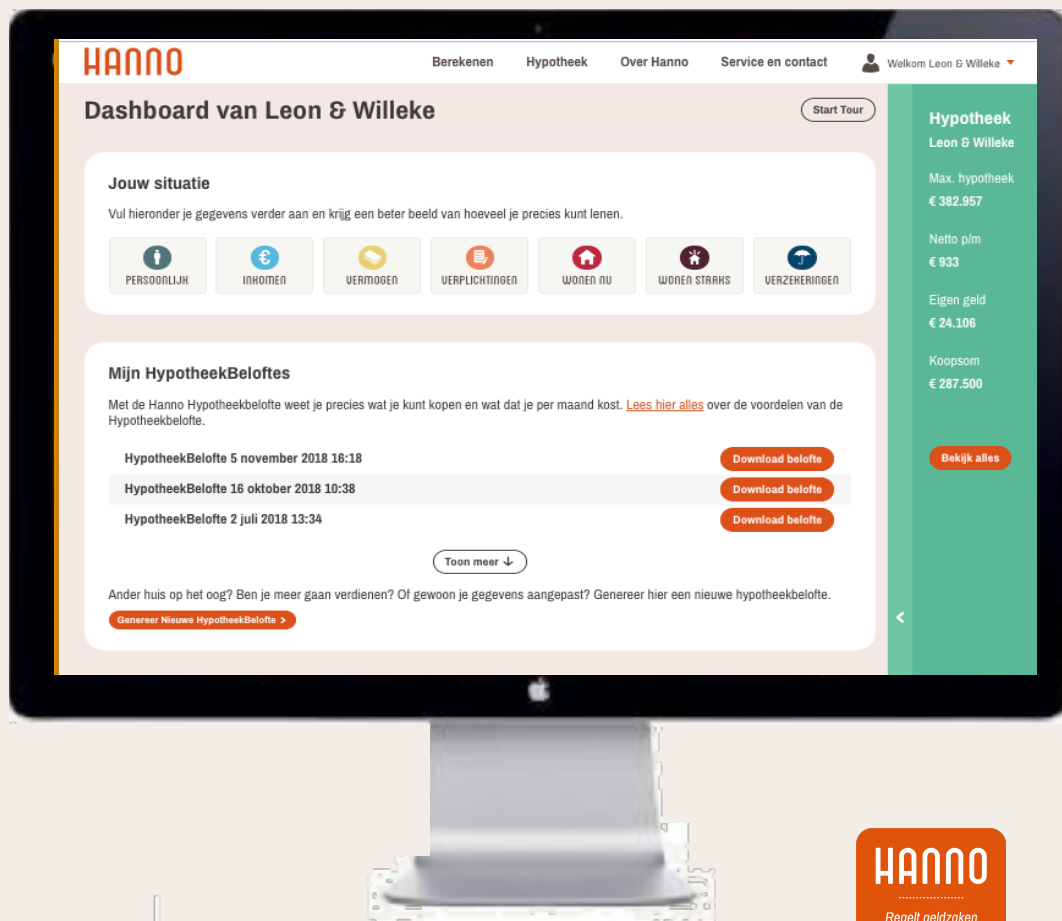 HANNO
Berekenen Hypotheek Over Hanno Service en contact Welkom Leon & Willeke
Dashboard van Leon & Willeke
Start Tour
Jouw situatie
Vul hieronder je gegevens verder aan en krijg een beter beeld van hoeveel je precies kunt lenen.
PERSOONLIJK INKOMEN VERMOGEN VERPLICHTINGEN WONEN NU WONEN STRAKS VERZEKERINGEN
Mijn HypotheekBeloftes
Met de Hanno Hypotheekbelofte weet je precies wat je kunt kopen en wat dat je per maand kost. Lees hier alles over de voordelen van de
Hypotheekbelofte.
HypotheekBelofte 5 november 2018 16:18 Download belofte
HypotheekBelofte 16 oktober 2018 10:38 Download belofte
HypotheekBelofte 2 juli 2018 13:34 Download belofte
Toon meer ↓
Ander huis op het oog? Ben je meer gaan verdienen? Of gewoon je gegevens aangepast? Genereer hier een nieuwe hypotheekbelofte.
Genereer Nieuwe HypotheekBelofte >
Hypotheek
Leon & Willeke
Max. hypotheek
€ 382.957
Netto p/m
€ 933
Eigen geld
€ 24.106
Koopsom
€ 287.500
Bekijk alles
HANNO
Regelt geldzaken